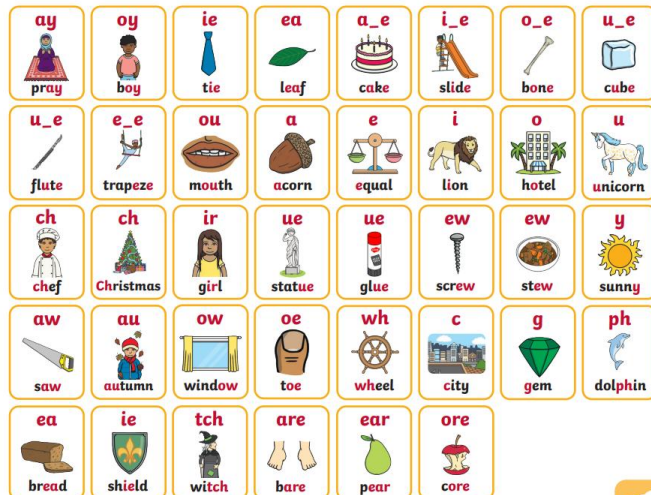 ay oy ie ea a_e i_e o_e u_e
pray boy tie leaf cake slide bone cube
u_e e_e ou a e i o u
flute trapeze mouth acorn equal lion hotel unicorn
ch ch ir ue ue ew ew y
chef Christmas girl statue glue screw stew sunny
aw au ow oe wh c g ph
saw autumn window toe wheel city gem dolphin
ea ie tch are ear ore
bread shield witch bare pear core